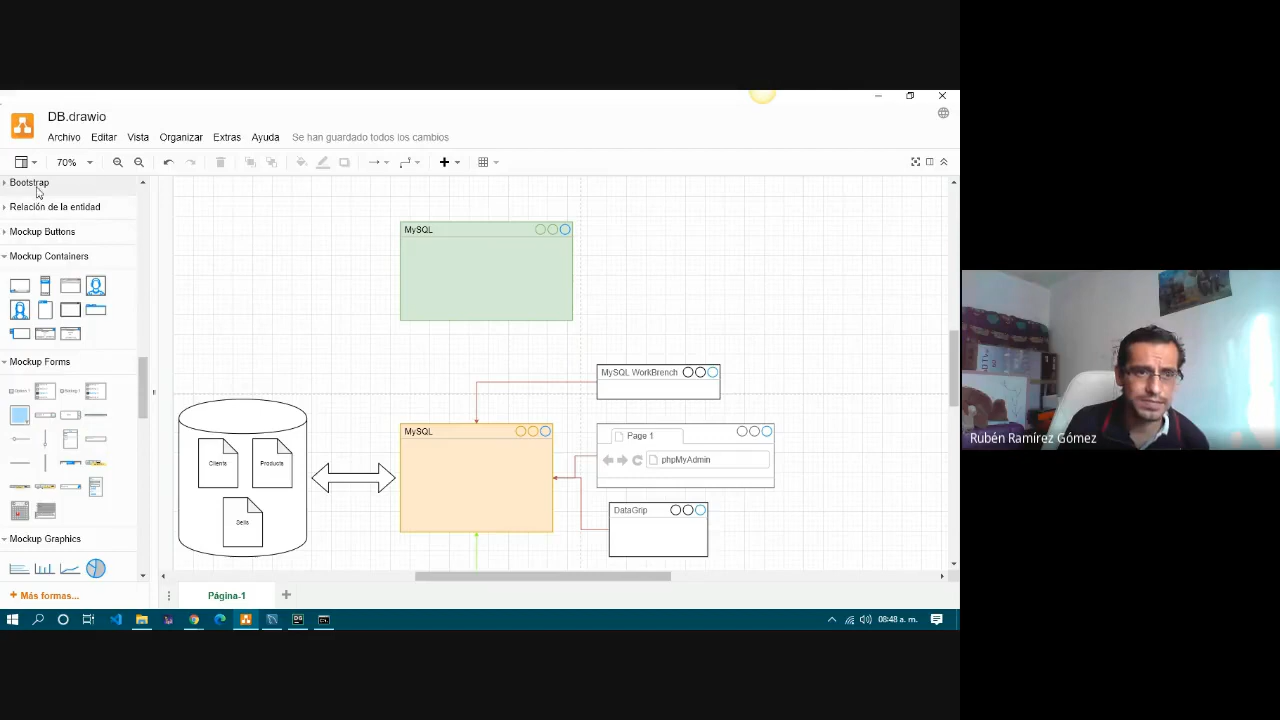 DB.drawio
Archivo Editar Vista Organizar Extras Ayuda Se han guardado todos los cambios
70%
Bootstrap
Relación de la entidad
Mockup Buttons
Mockup Containers
Mockup Forms
Mockup Graphics
+ Más formas...
MySQL
MySQL WorkBrench
MySQL
Page 1
phpMyAdmin
DataGrip
Cliente
Producto
Página-1
08:48 a. m.
Rubén Ramírez Gómez